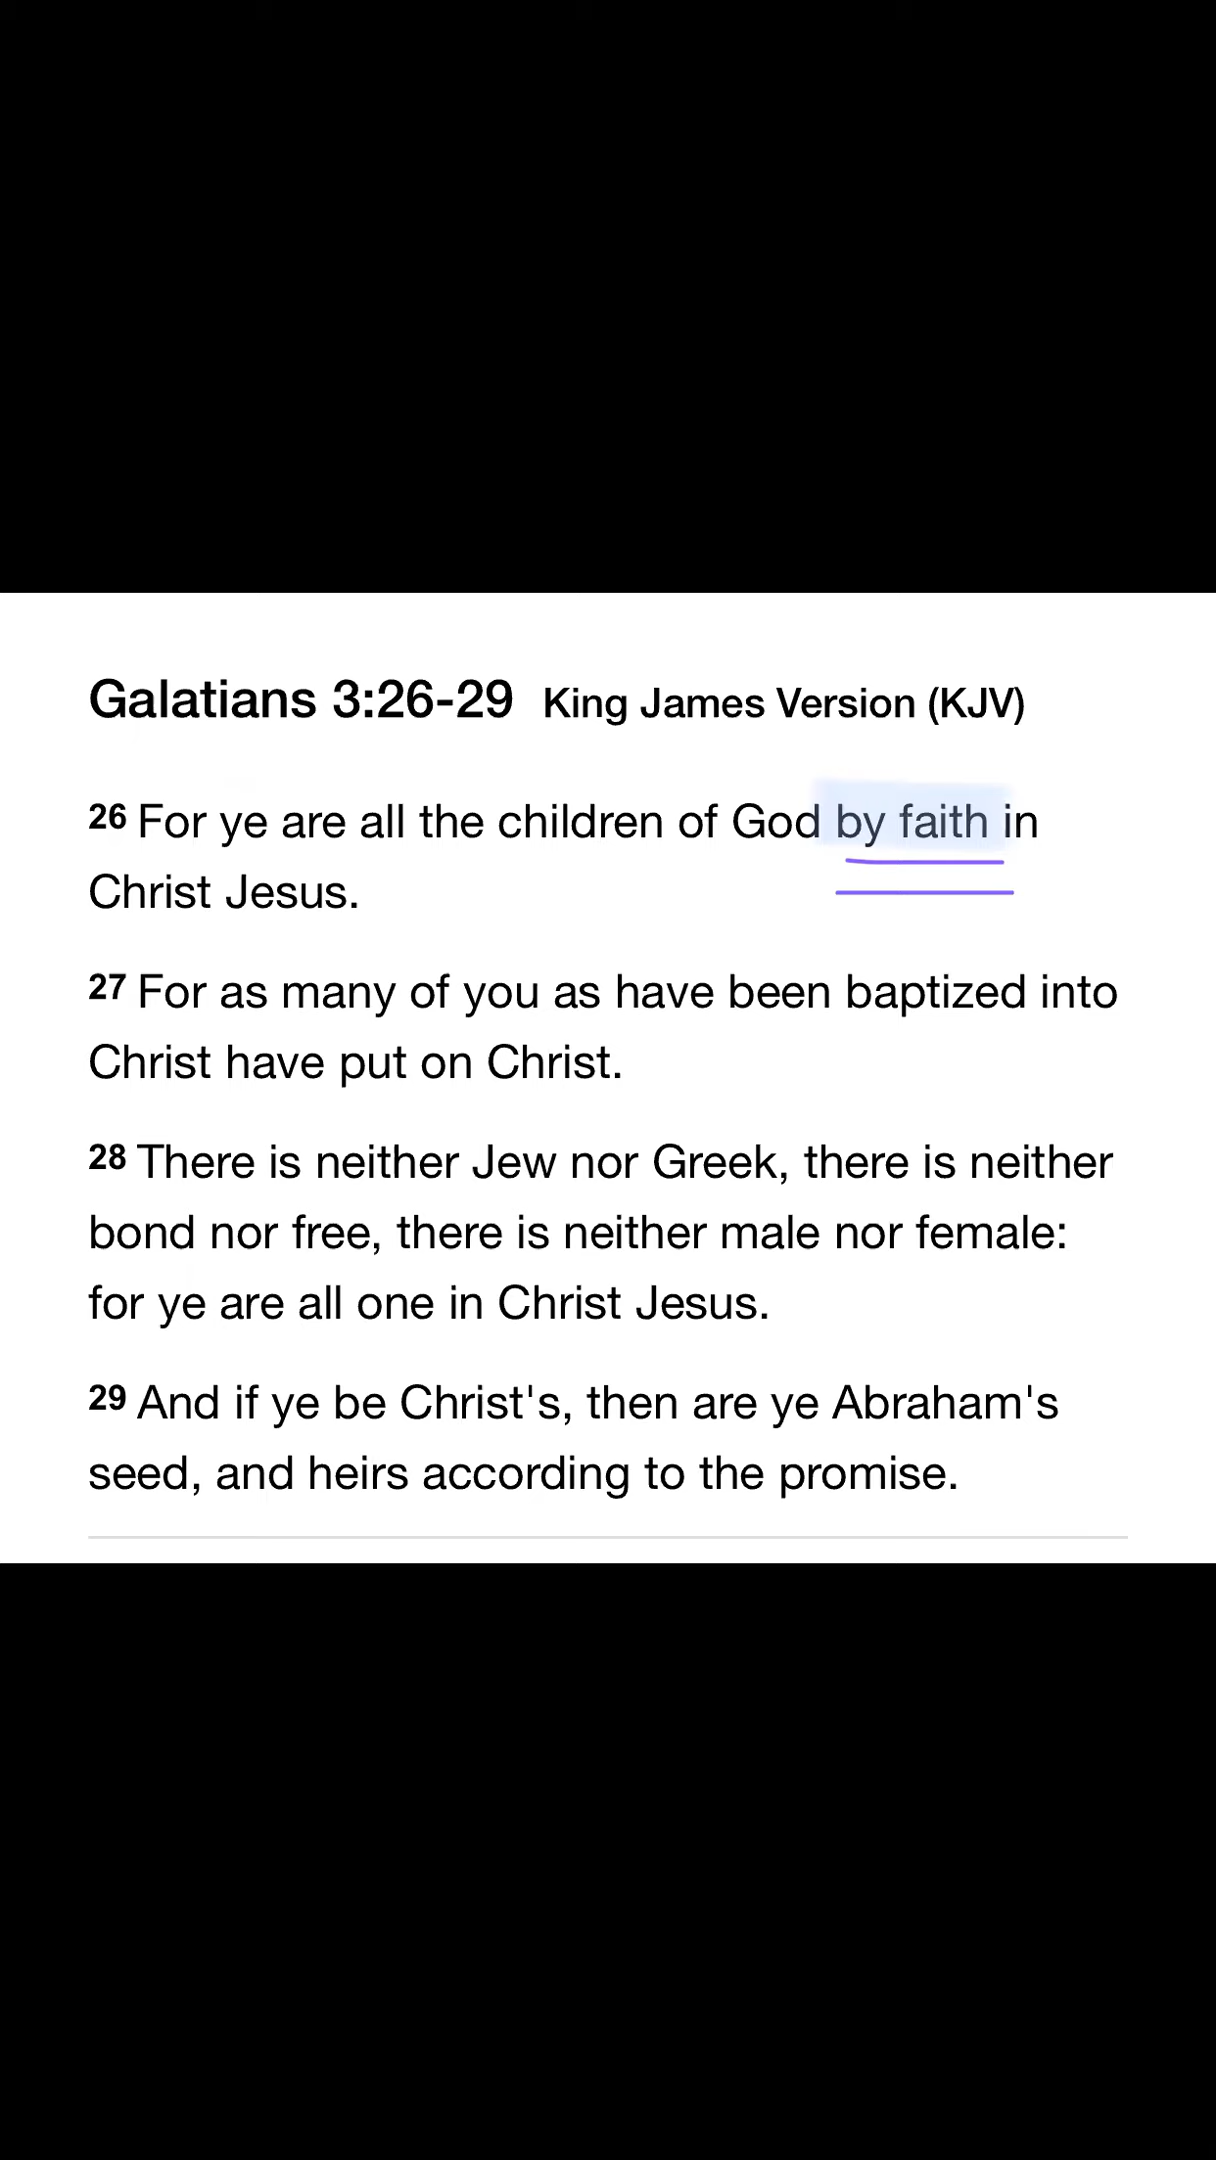 Galatians 3:26-29 King James Version (KJV)
26 For ye are all the children of God by faith in
Christ Jesus.
27 For as many of you as have been baptized into
Christ have put on Christ.
28 There is neither Jew nor Greek, there is neither
bond nor free, there is neither male nor female:
for ye are all one in Christ Jesus.
29 And if ye be Christ's, then are ye Abraham's
seed, and heirs according to the promise.